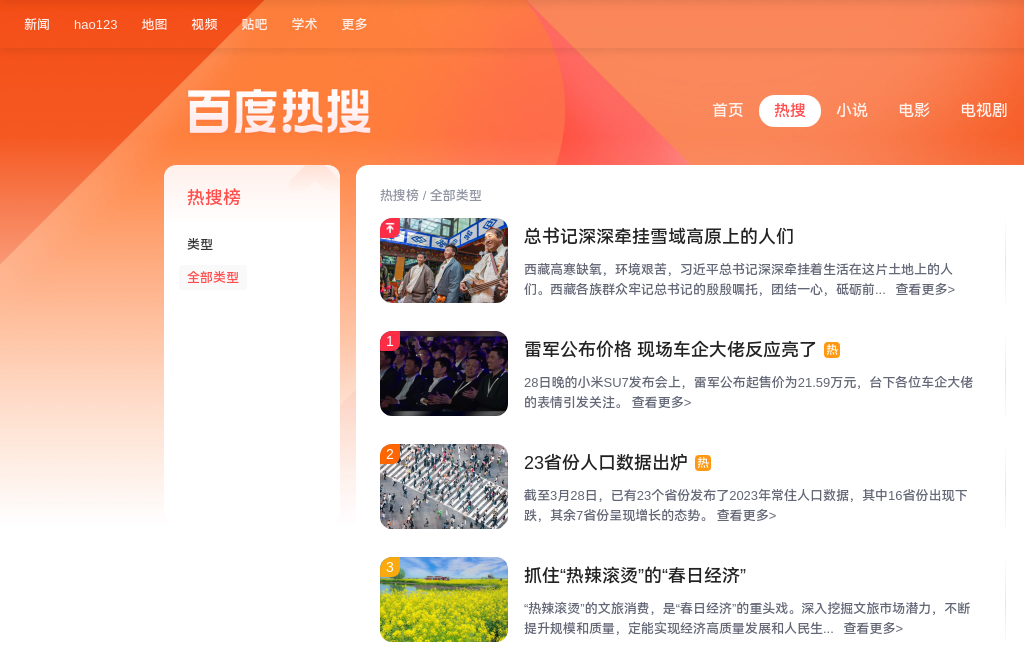 新闻 hao123 地图 视频 贴吧 学术 更多
百度热搜
首页 热搜 小说 电影 电视剧
热搜榜
类型
全部类型
热搜榜 / 全部类型
总书记深深牵挂雪域高原上的人们
西藏高寒缺氧，环境艰苦，习近平总书记深深牵挂着生活在这片土地上的人
们。西藏各族群众牢记总书记的殷殷嘱托，团结一心，砥砺前... 查看更多>
1
雷军公布价格 现场车企大佬反应亮了 热
28日晚的小米SU7发布会上，雷军公布起售价为21.59万元，台下各位车企大佬
的表情引发关注。 查看更多>
2
23省份人口数据出炉 热
截至3月28日，已有23个省份发布了2023年常住人口数据，其中16省份出现下
跌，其余7省份呈现增长的态势。 查看更多>
3
抓住“热辣滚烫”的“春日经济”
“热辣滚烫”的文旅消费，是“春日经济”的重头戏。深入挖掘文旅市场潜力，不断
提升规模和质量，定能实现经济高质量发展和人民生... 查看更多>